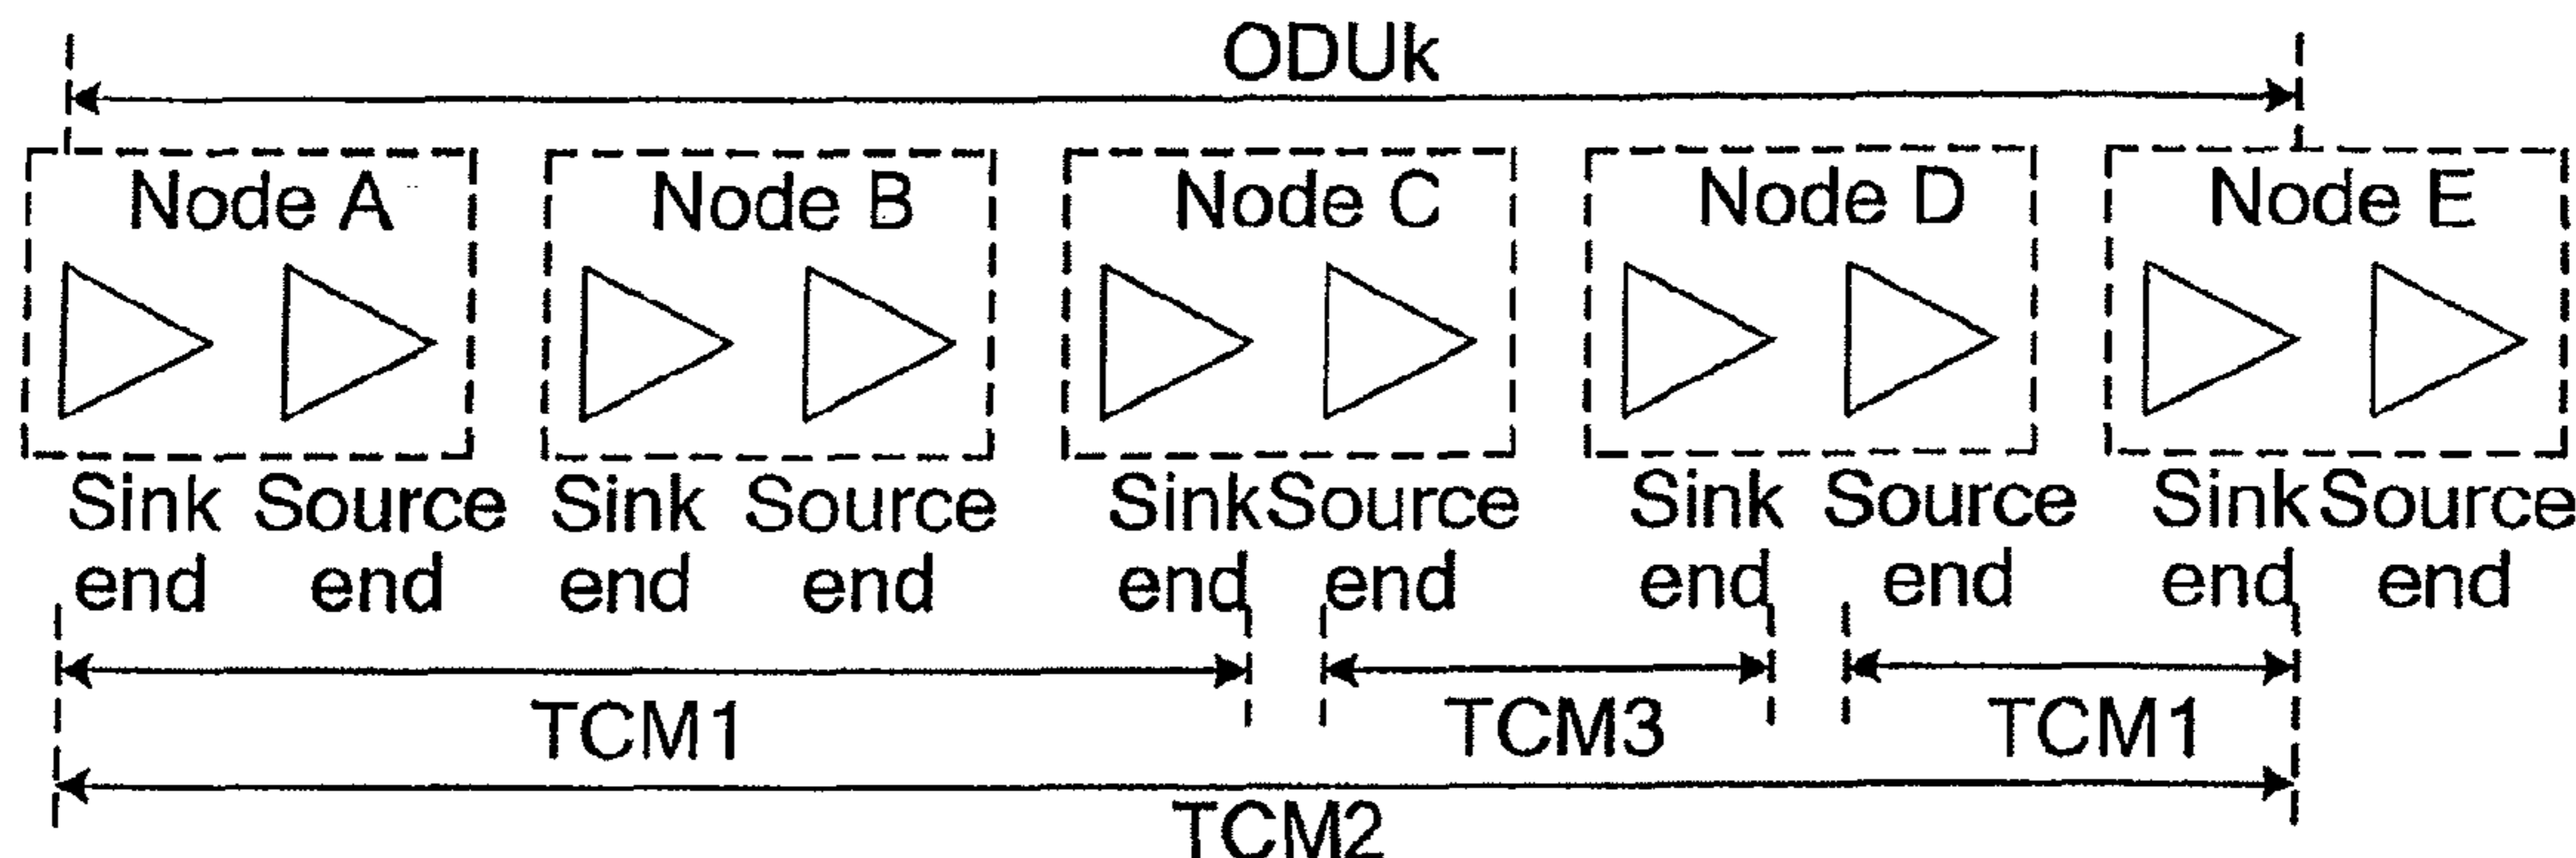 ODUk
Node A Node B Node C Node D Node E
Sink Source Sink Source Sink Source Sink Source Sink Source
end end end end end end end end end end
TCM1 TCM3 TCM1
TCM2